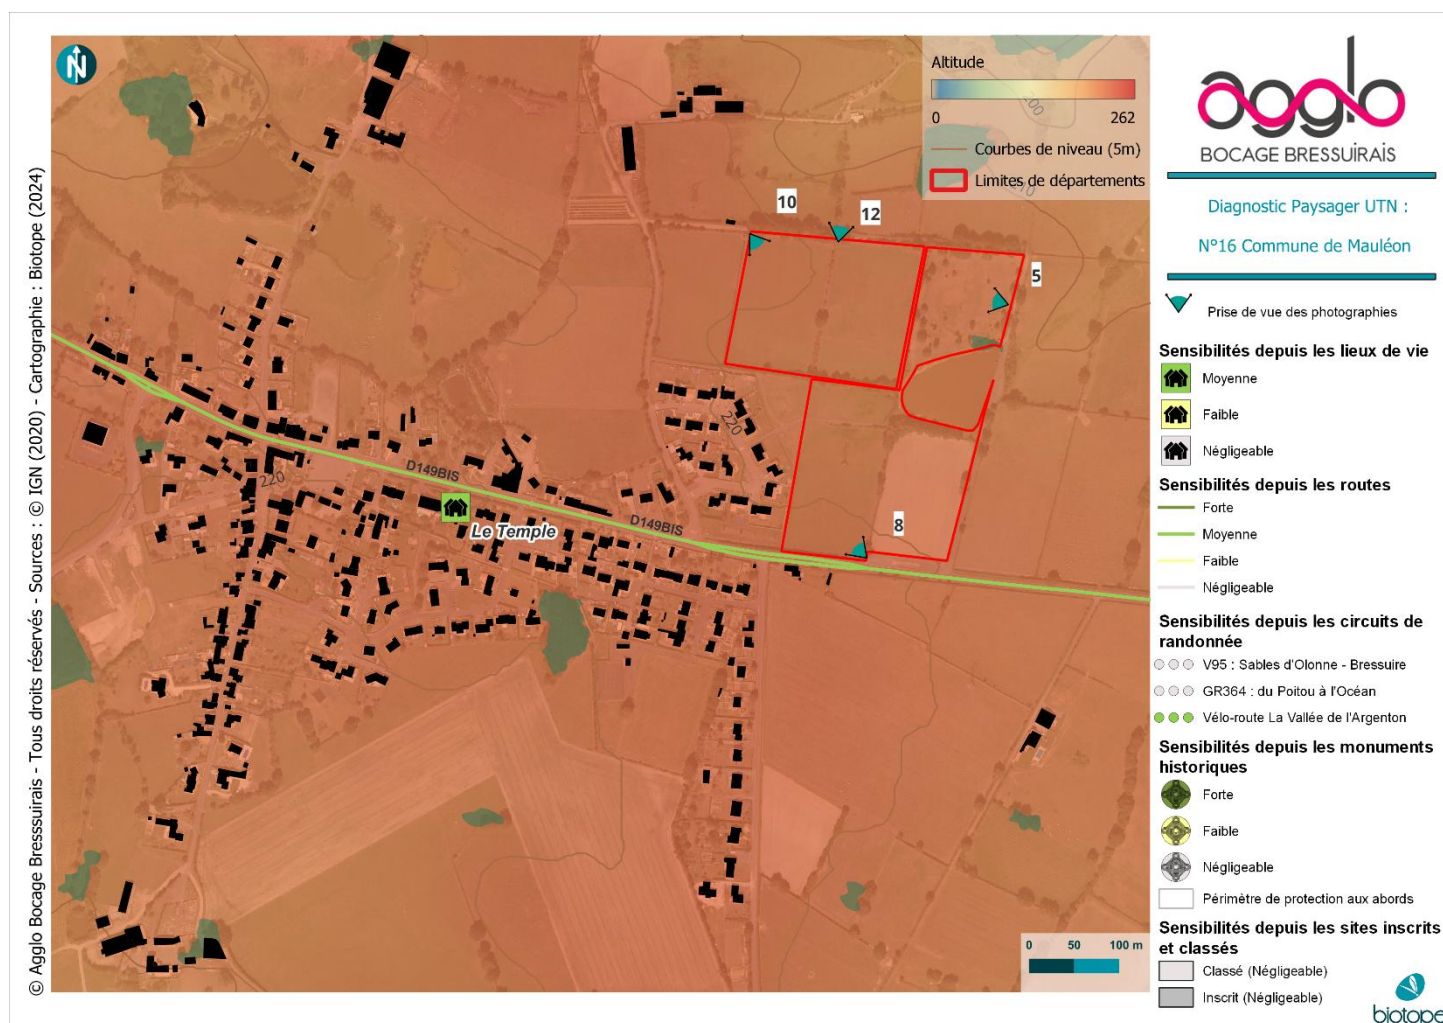 N
Altitude
0 262
Courbes de niveau (5m)
Limites de départements
200
210
10
12
5
8
220
220
D149BIS
D149BIS
Le Temple
0 50 100 m
© Agglo Bocage Bresssuirais - Tous droits réservés - Sources : © IGN (2020) - Cartographie : Biotope (2024)
agglo
BOCAGE BRESSUIRAIS
Diagnostic Paysager UTN :
N°16 Commune de Mauléon
Prise de vue des photographies
Sensibilités depuis les lieux de vie
Moyenne
Faible
Négligeable
Sensibilités depuis les routes
Forte
Moyenne
Faible
Négligeable
Sensibilités depuis les circuits de
randonnée
V95 : Sables d'Olonne - Bressuire
GR364 : du Poitou à l'Océan
Vélo-route La Vallée de l'Argenton
Sensibilités depuis les monuments
historiques
Forte
Faible
Négligeable
Périmètre de protection aux abords
Sensibilités depuis les sites inscrits
et classés
Classé (Négligeable)
Inscrit (Négligeable)
biotope